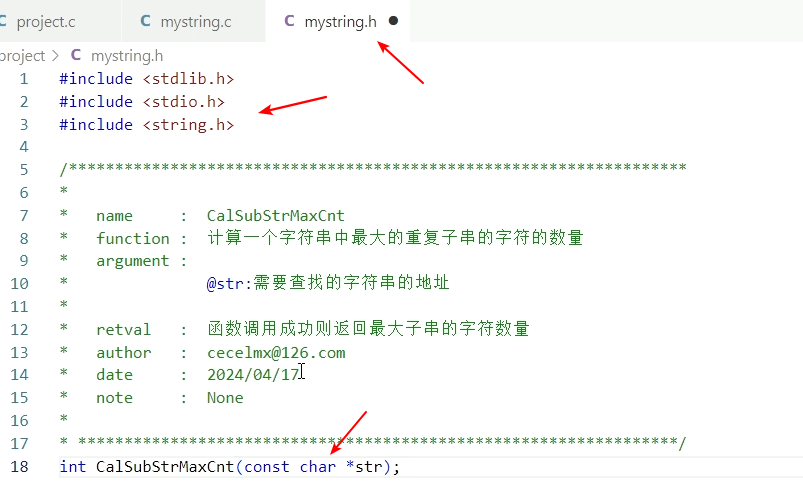 C project.c C mystring.c C mystring.h ●
project > C mystring.h
1 #include <stdlib.h>
2 #include <stdio.h>
3 #include <string.h>
4
5 /*******************************************************************
6 *
7 * name : CalSubStrMaxCnt
8 * function : 计算一个字符串中最大的重复子串的字符的数量
9 * argument :
10 * @str:需要查找的字符串的地址
11 *
12 * retval : 函数调用成功则返回最大子串的字符数量
13 * author : cecelmx@126.com
14 * date : 2024/04/17
15 * note : None
16 *
17 * *****************************************************************/
18 int CalSubStrMaxCnt(const char *str);